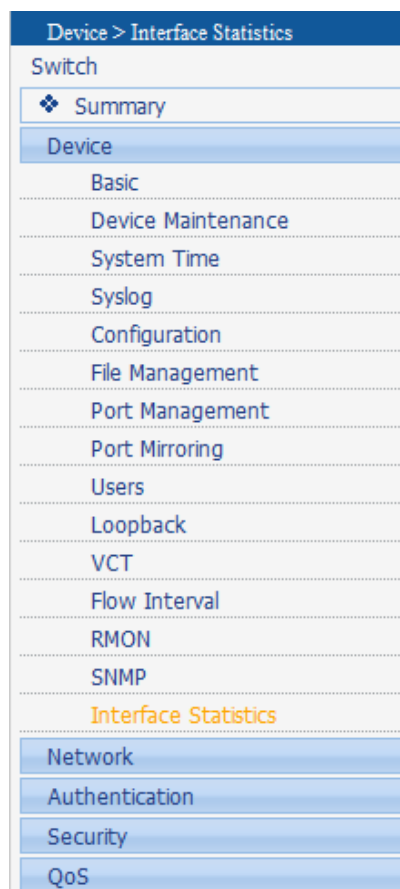 Device > Interface Statistics
Switch
Summary
Device
Basic
Device Maintenance
System Time
Syslog
Configuration
File Management
Port Management
Port Mirroring
Users
Loopback
VCT
Flow Interval
RMON
SNMP
Interface Statistics
Network
Authentication
Security
QoS